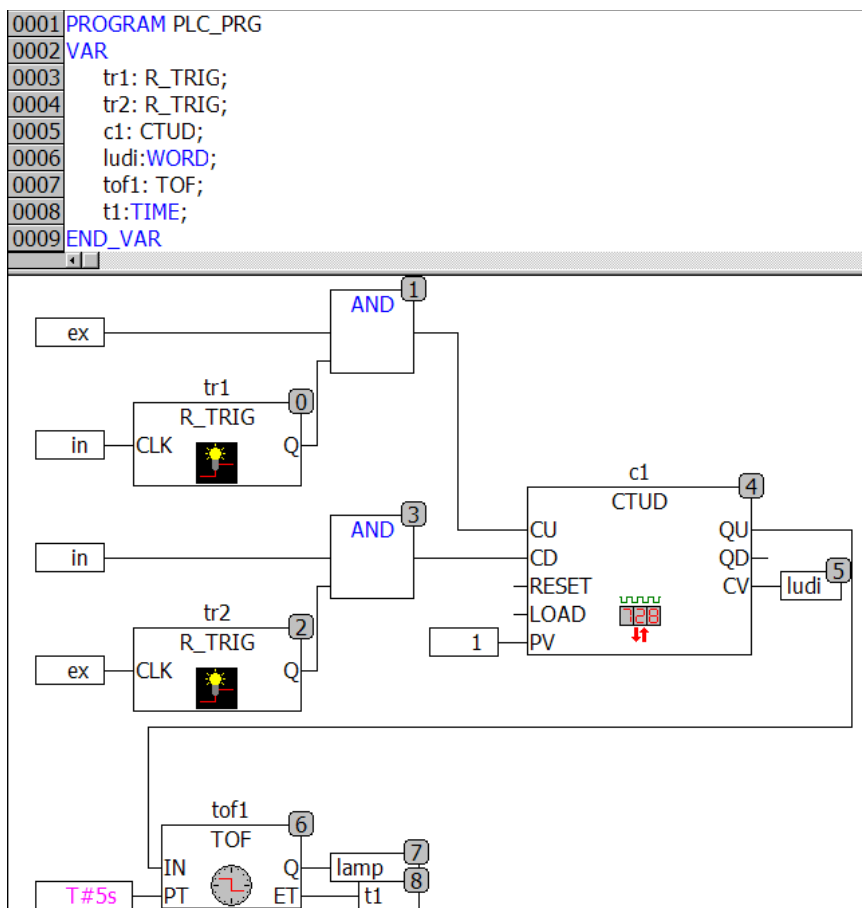 0001 PROGRAM PLC_PRG
0002 VAR
0003 tr1: R_TRIG;
0004 tr2: R_TRIG;
0005 c1: CTUD;
0006 ludi:WORD;
0007 tof1: TOF;
0008 t1:TIME;
0009 END_VAR
1
AND
ex
tr1
0
R_TRIG
in CLK Q
c1
4
CTUD
3
AND
CU QU
in
CD QD
5
RESET CV ludi
tr2
2
R_TRIG
LOAD
728
1 PV
ex CLK Q
tof1
6
TOF
7
IN Q lamp
8
T#5s PT ET t1